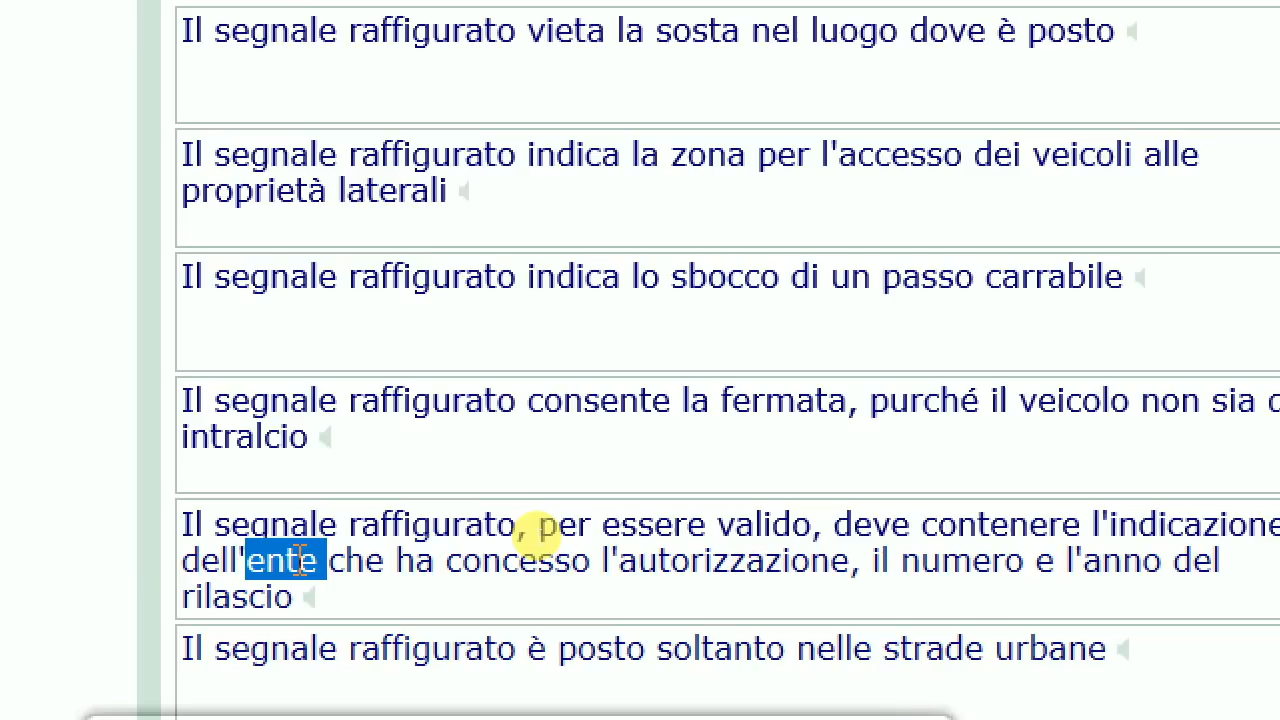 Il segnale raffigurato vieta la sosta nel luogo dove è posto
Il segnale raffigurato indica la zona per l'accesso dei veicoli alle
proprietà laterali
Il segnale raffigurato indica lo sbocco di un passo carrabile
Il segnale raffigurato consente la fermata, purché il veicolo non sia
intralcio
Il segnale raffigurato, per essere valido, deve contenere l'indicazione
dell'ente che ha concesso l'autorizzazione, il numero e l'anno del
rilascio
Il segnale raffigurato è posto soltanto nelle strade urbane